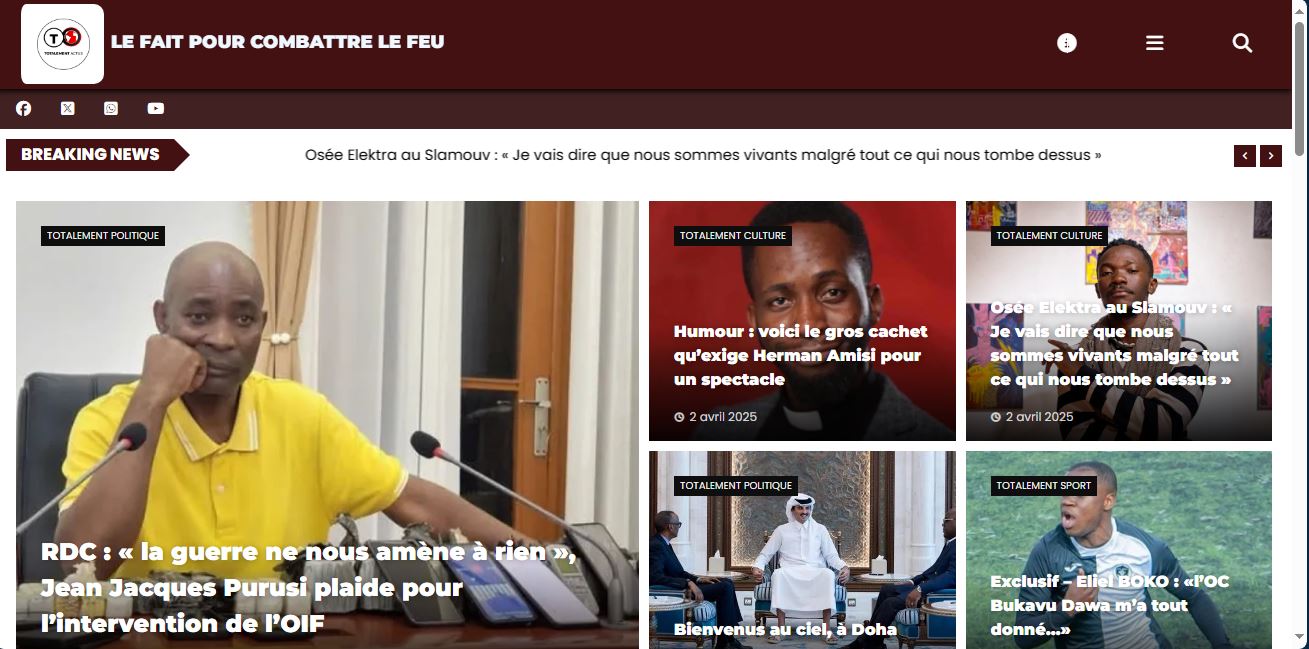 TO
TOTALEMENT ACTUS
LE FAIT POUR COMBATTRE LE FEU
BREAKING NEWS
Osée Elektra au Slamouv : « Je vais dire que nous sommes vivants malgré tout ce qui nous tombe dessus »
TOTALEMENT POLITIQUE
RDC : « la guerre ne nous amène à rien »,
Jean Jacques Purusi plaide pour
l’intervention de l’OIF
TOTALEMENT CULTURE
Humour : voici le gros cachet
qu’exige Herman Amisi pour
un spectacle
2 avril 2025
TOTALEMENT CULTURE
Osée Elektra au Slamouv : «
Je vais dire que nous
sommes vivants malgré tout
ce qui nous tombe dessus »
2 avril 2025
TOTALEMENT POLITIQUE
Bienvenus au ciel, à Doha
TOTALEMENT SPORT
Exclusif – Eliel BOKO : «l’OC
Bukavu Dawa m’a tout
donné…»